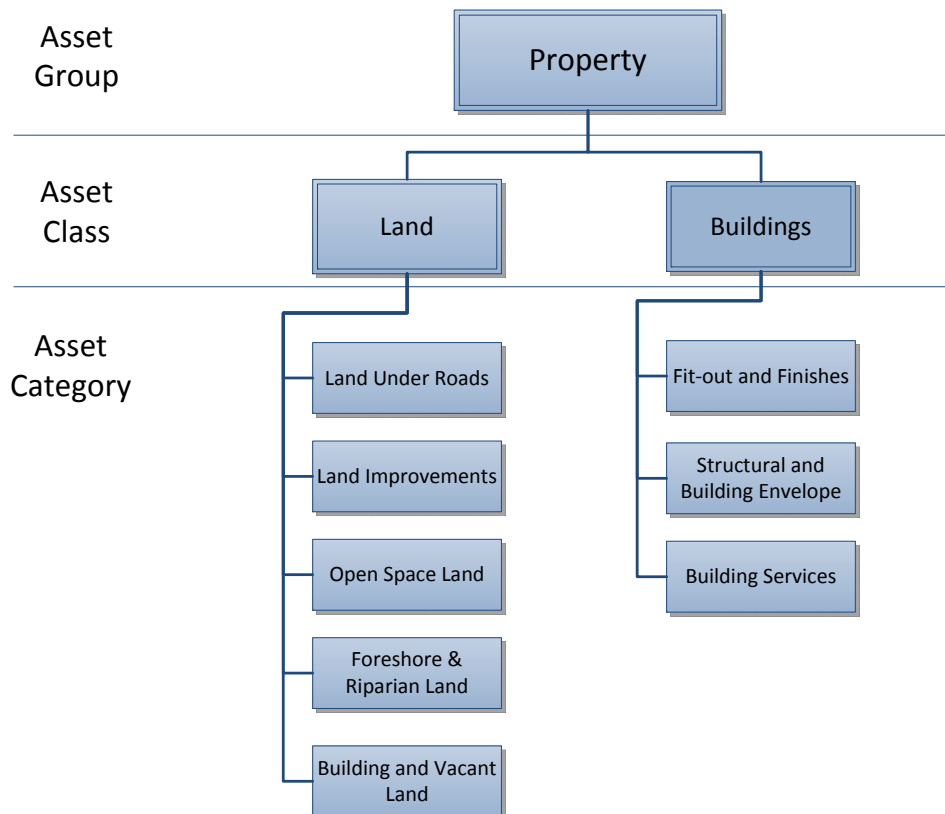 Asset
Group
Property
Asset
Class
Land
Buildings
Asset
Category
Land Under Roads
Land Improvements
Open Space Land
Foreshore &
Riparian Land
Building and Vacant
Land
Fit-out and Finishes
Structural and
Building Envelope
Building Services